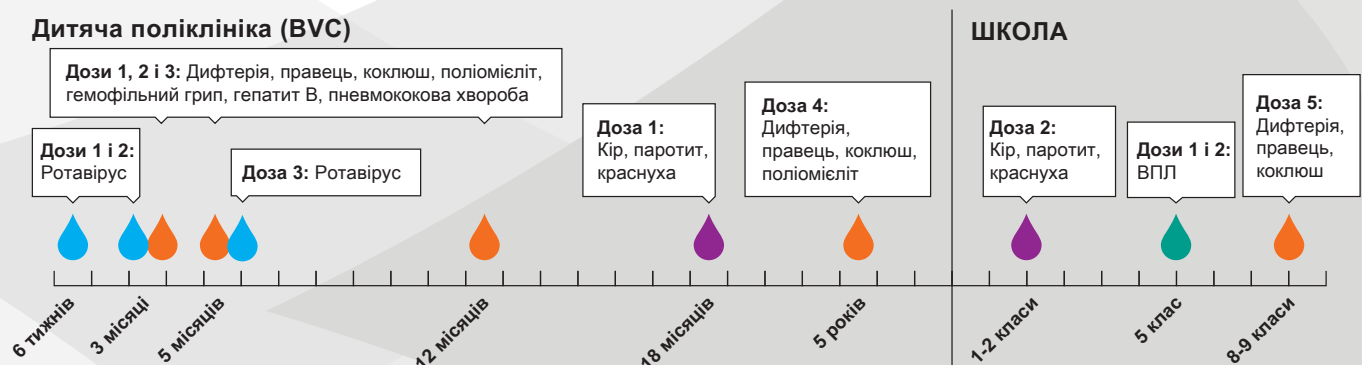 Дитяча поліклініка (BVC)
ШКОЛА
Дози 1, 2 і 3: Дифтерія, правець, коклюш, поліомієліт,
гемофільний грип, гепатит В, пневмококова хвороба
Дози 1 і 2:
Ротавірус
Доза 3: Ротавірус
Доза 1:
Кір, паротит,
краснуха
Доза 4:
Дифтерія,
правець, коклюш,
поліомієліт
Доза 2:
Кір, паротит,
краснуха
Дози 1 і 2:
ВПЛ
Доза 5:
Дифтерія,
правець,
коклюш
6 тижнів
3 місяці
5 місяців
12 місяців
18 місяців
5 років
1-2 класи
5 клас
8-9 класи